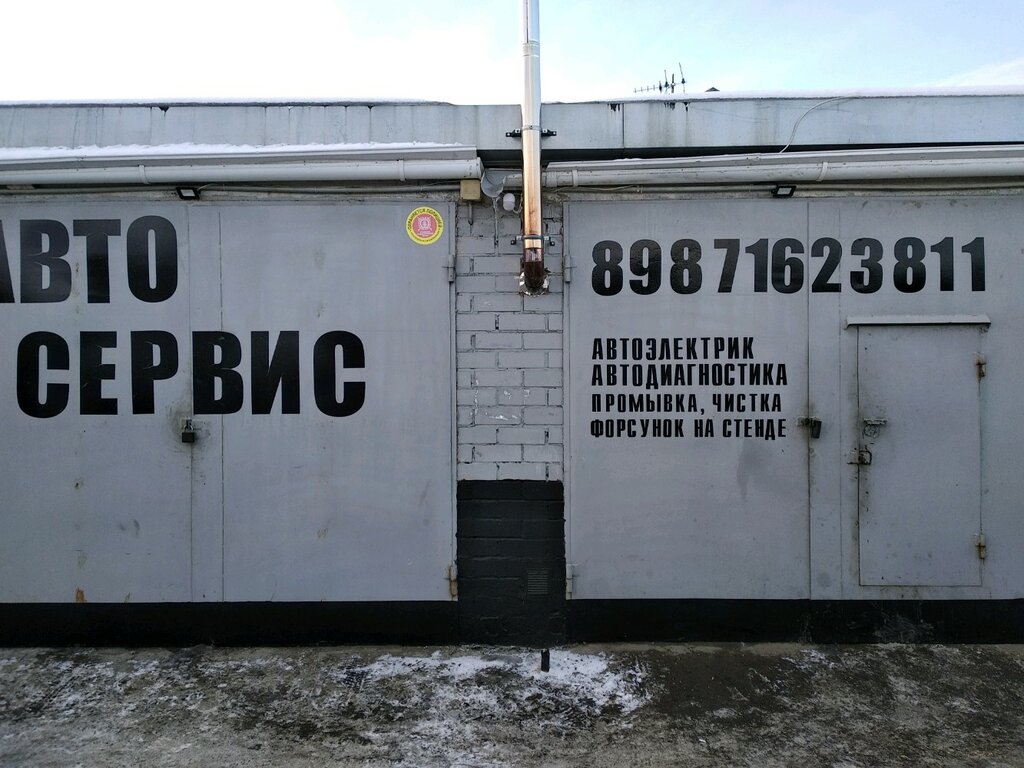 АВТО
СЕРВИС
89871623811
АВТОЭЛЕКТРИК
АВТОДИАГНОСТИКА
ПРОМЫВКА, ЧИСТКА
ФОРСУНОК НА СТЕНДЕ